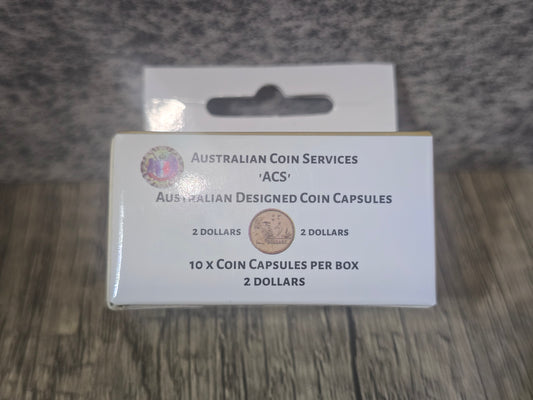 Australian Coin Services
'ACS'
Australian Designed Coin Capsules
2 dollars 2 dollars
10 x Coin Capsules per box
2 dollars